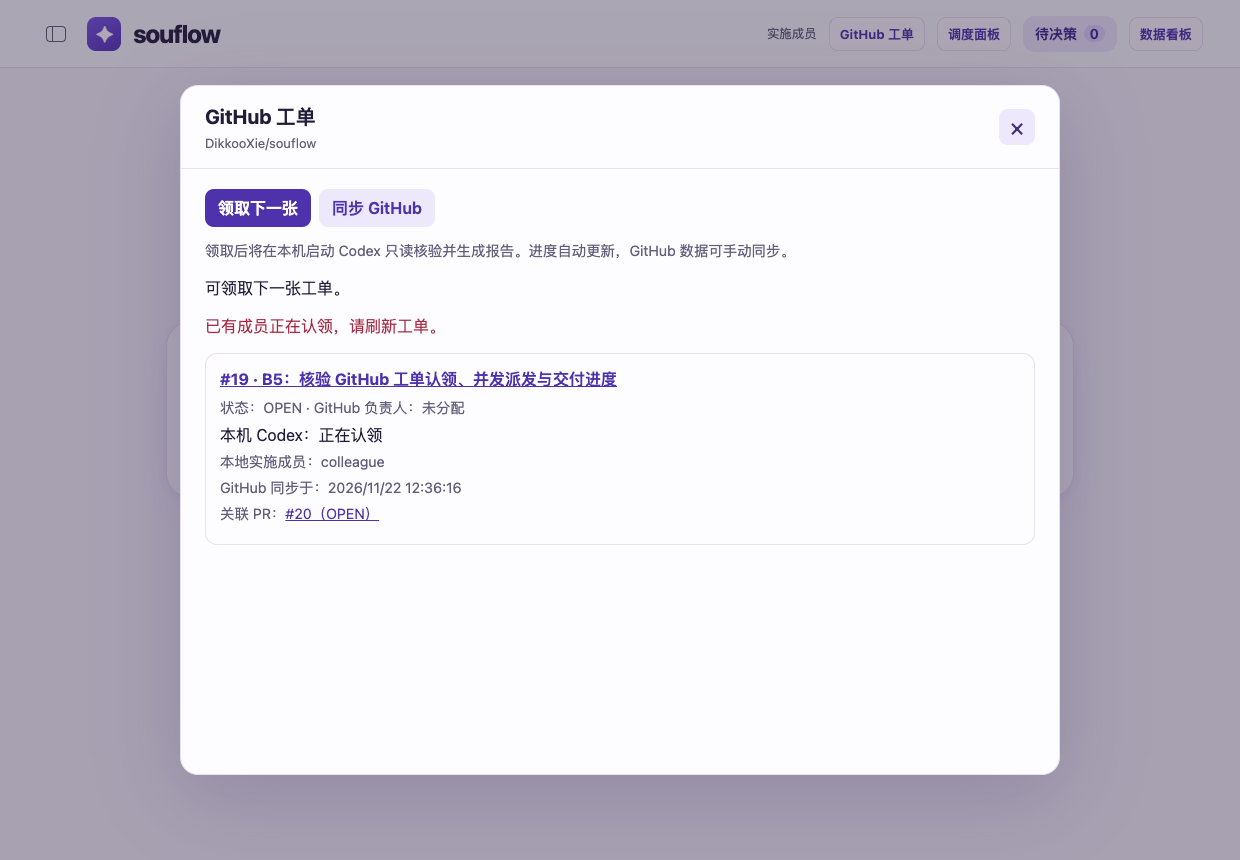 souflow
实施成员
GitHub 工单
调度面板
待决策 0
数据看板
GitHub 工单
DikkooXie/souflow
×
领取下一张
同步 GitHub
领取后将在本机启动 Codex 只读核验并生成报告。进度自动更新，GitHub 数据可手动同步。
可领取下一张工单。
已有成员正在认领，请刷新工单。
#19 · B5：核验 GitHub 工单认领、并发派发与交付进度
状态：OPEN · GitHub 负责人：未分配
本机 Codex：正在认领
本地实施成员：colleague
GitHub 同步于：2026/11/22 12:36:16
关联 PR：#20（OPEN）